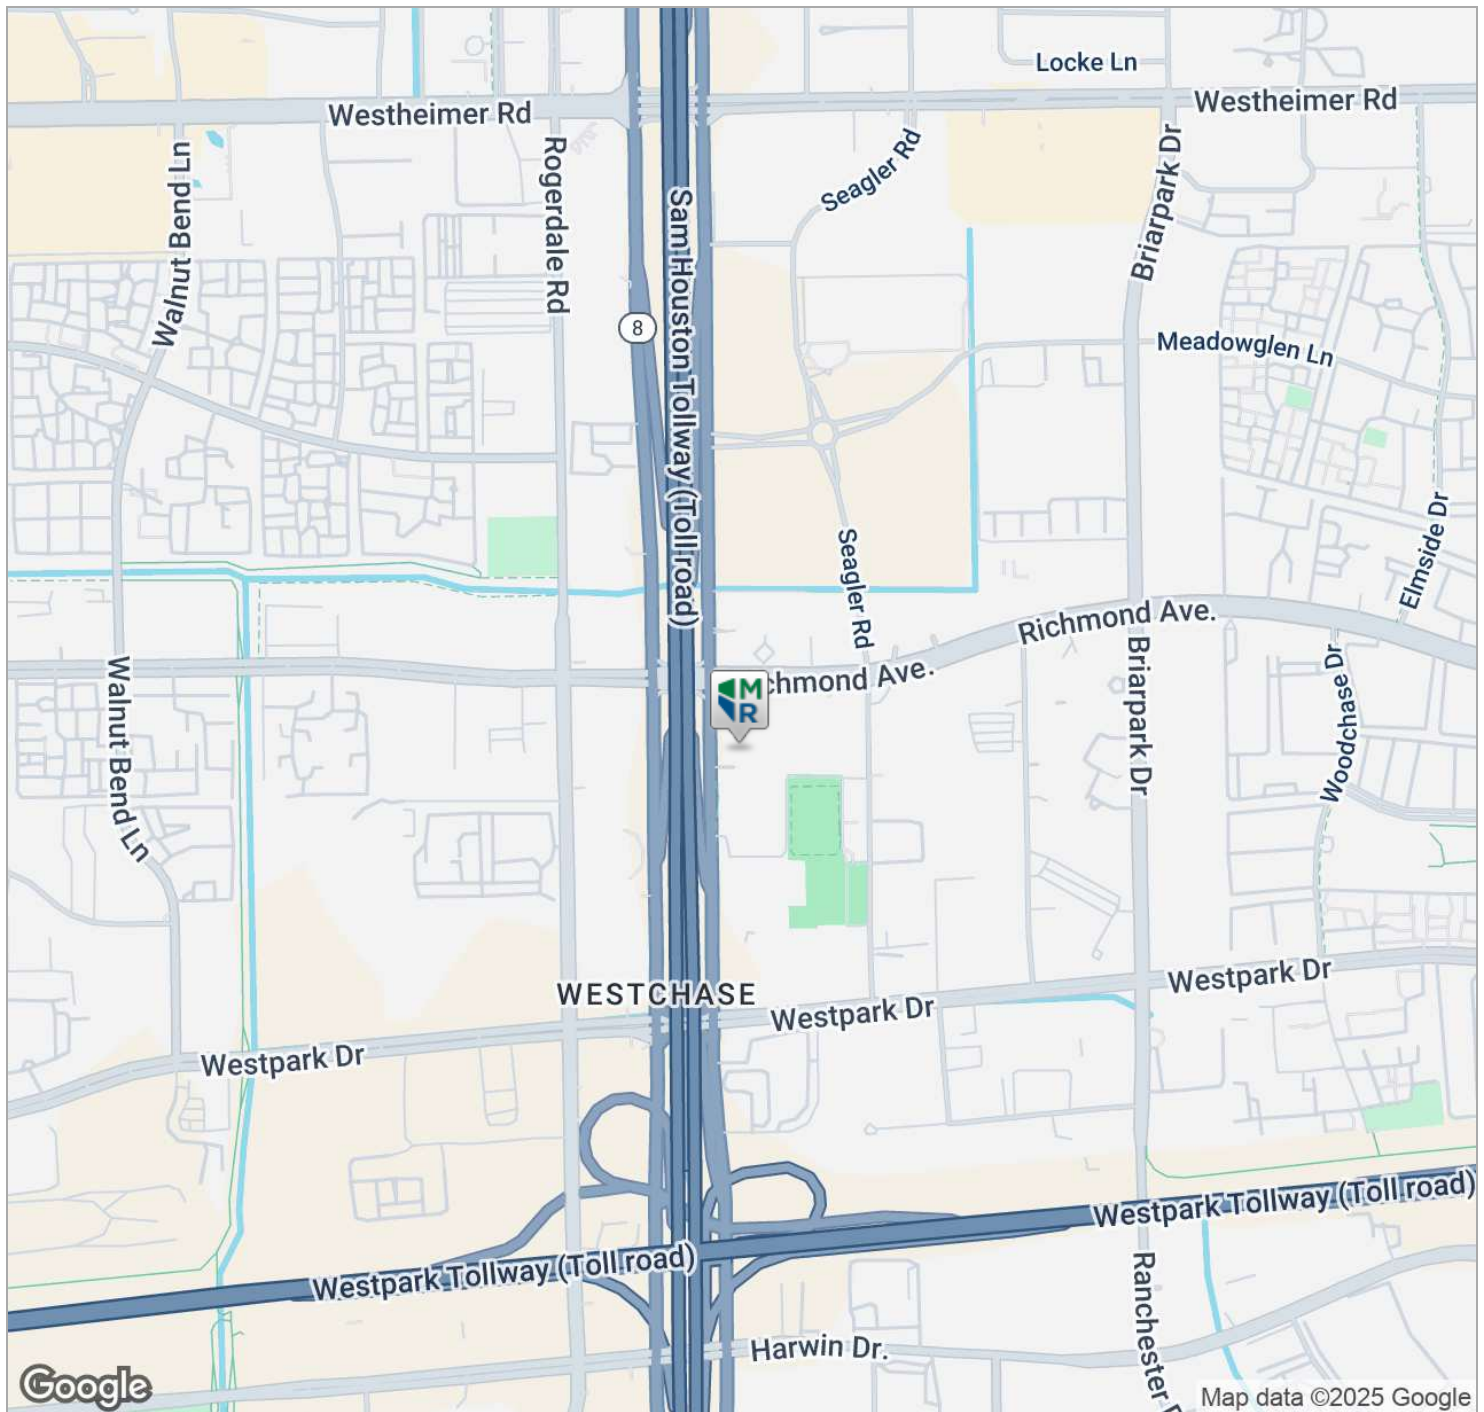 Locke Ln
Westheimer Rd
Westheimer Rd
Walnut Bend Ln
Rogerdale Rd
Seagler Rd
Briarpark Dr
Sam Houston Tollway (Toll road)
8
Meadowglen Ln
Elmside Dr
Seagler Rd
Richmond Ave.
chmond Ave.
M
R
Walnut Bend Ln
Briarpark Dr
Woodchase Dr
WESTCHASE
Westpark Dr
Westpark Dr
Westpark Dr
Westpark Tollway (Toll road)
Westpark Tollway (Toll road)
Ranchester
Harwin Dr.
Google
Map data ©2025 Google